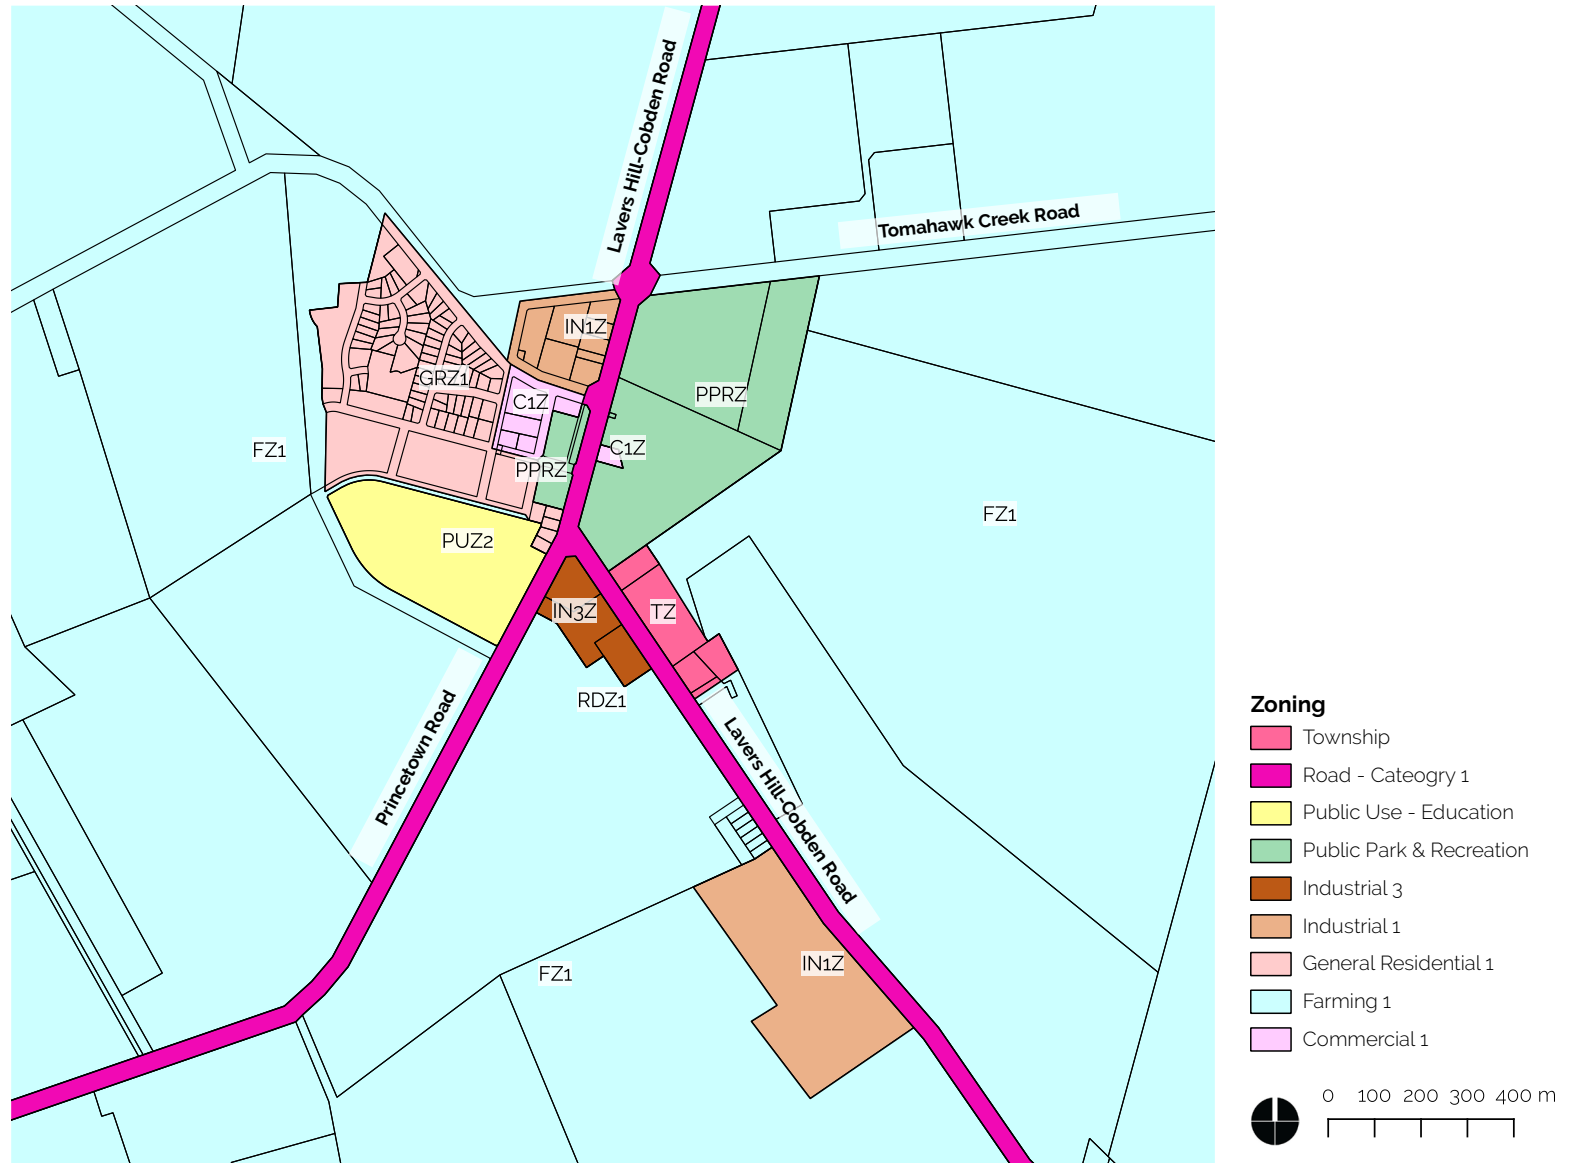 Lavers Hill-Cobden Road
Tomahawk Creek Road
IN1Z
GRZ1
PPRZ
C1Z
FZ1
C1Z
PPRZ
FZ1
PUZ2
IN3Z
TZ
RDZ1
Princetown Road
Lavers Hill-Cobden Road
IN1Z
FZ1
Zoning
Township
Road - Cateogry 1
Public Use - Education
Public Park & Recreation
Industrial 3
Industrial 1
General Residential 1
Farming 1
Commercial 1
0 100 200 300 400 m